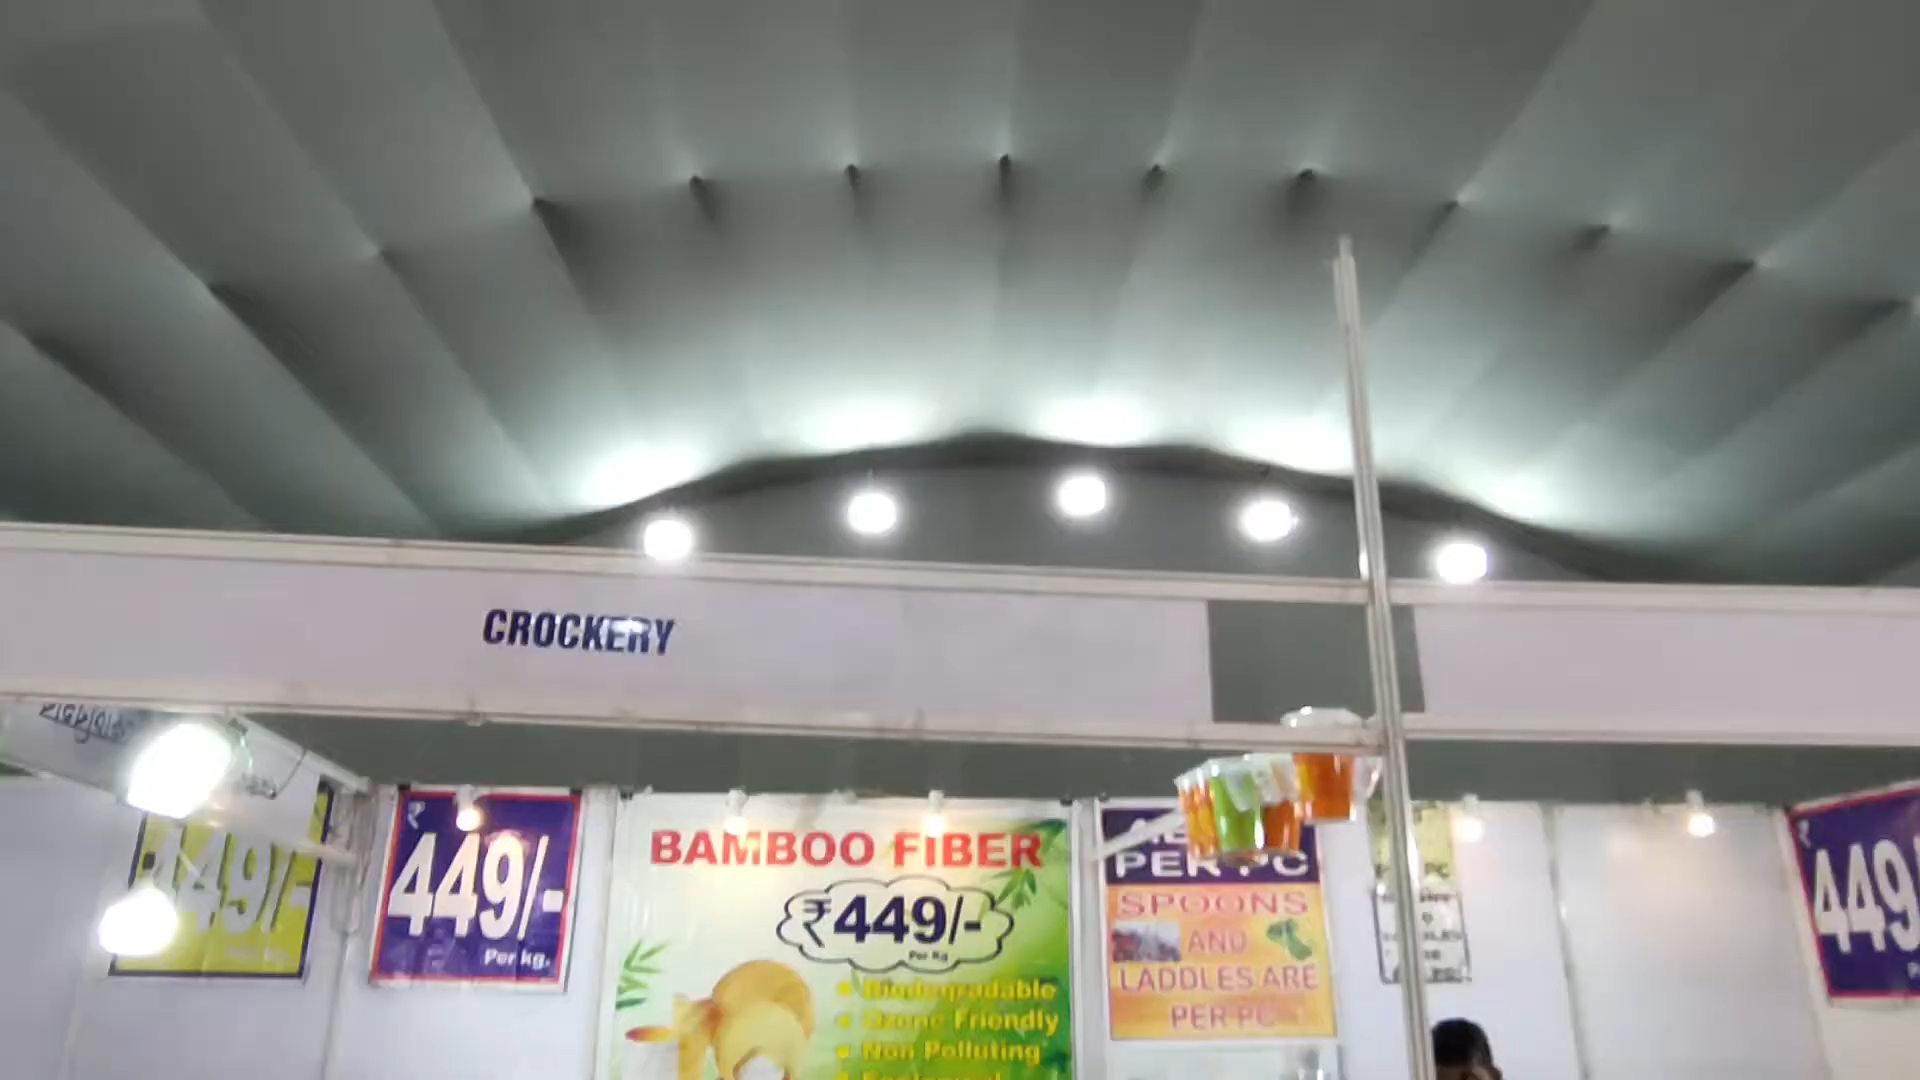 CROCKERY
449/-
449/-
Per kg.
BAMBOO FIBER
₹449/-
Per Kg
Biodegradable
Ozone Friendly
Non Polluting
PER PC
SPOONS
AND
LADDLES ARE
PER PC
449